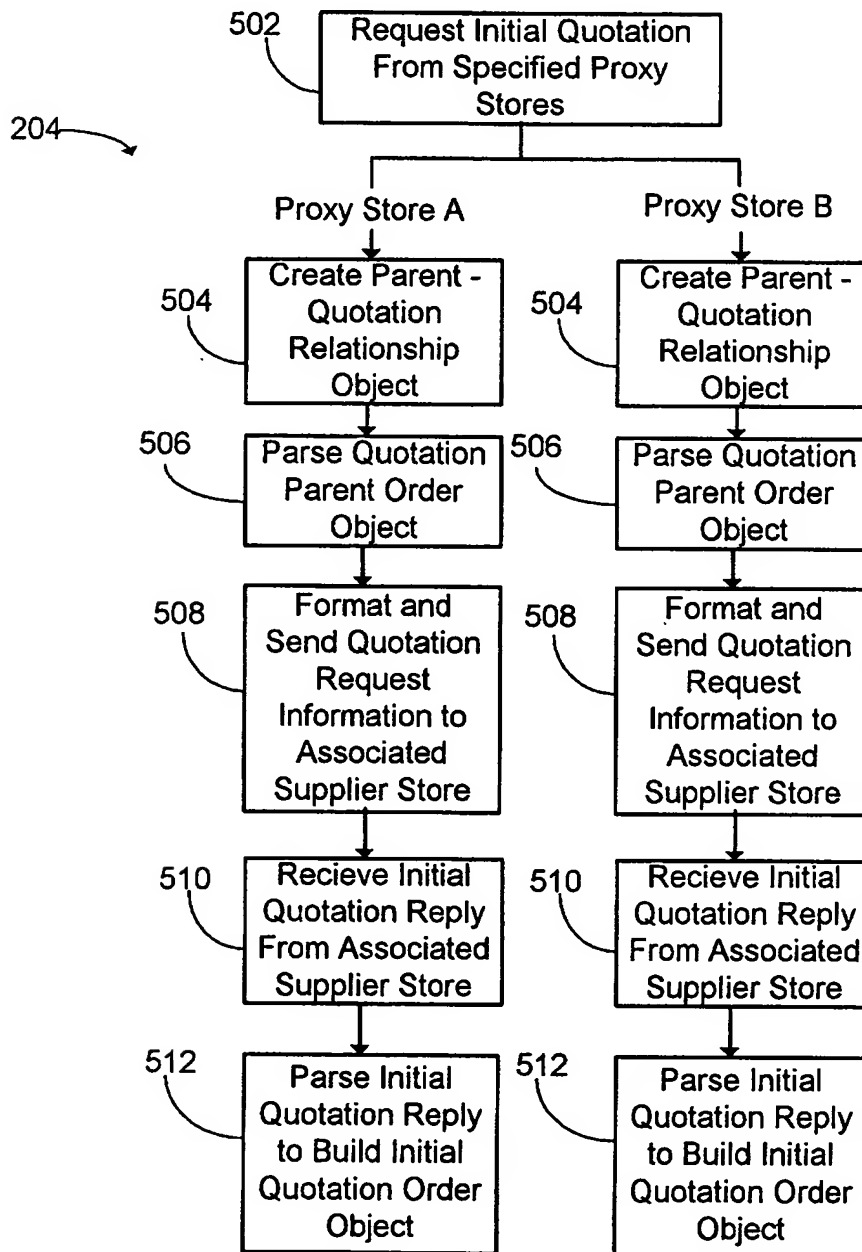 502
Request Initial Quotation
From Specified Proxy
Stores
204
Proxy Store A
Proxy Store B
504
Create Parent -
Quotation
Relationship
Object
504
Create Parent -
Quotation
Relationship
Object
506
Parse Quotation
Parent Order
Object
506
Parse Quotation
Parent Order
Object
508
Format and
Send Quotation
Request
Information to
Associated
Supplier Store
508
Format and
Send Quotation
Request
Information to
Associated
Supplier Store
510
Recieve Initial
Quotation Reply
From Associated
Supplier Store
510
Recieve Initial
Quotation Reply
From Associated
Supplier Store
512
Parse Initial
Quotation Reply
to Build Initial
Quotation Order
Object
512
Parse Initial
Quotation Reply
to Build Initial
Quotation Order
Object